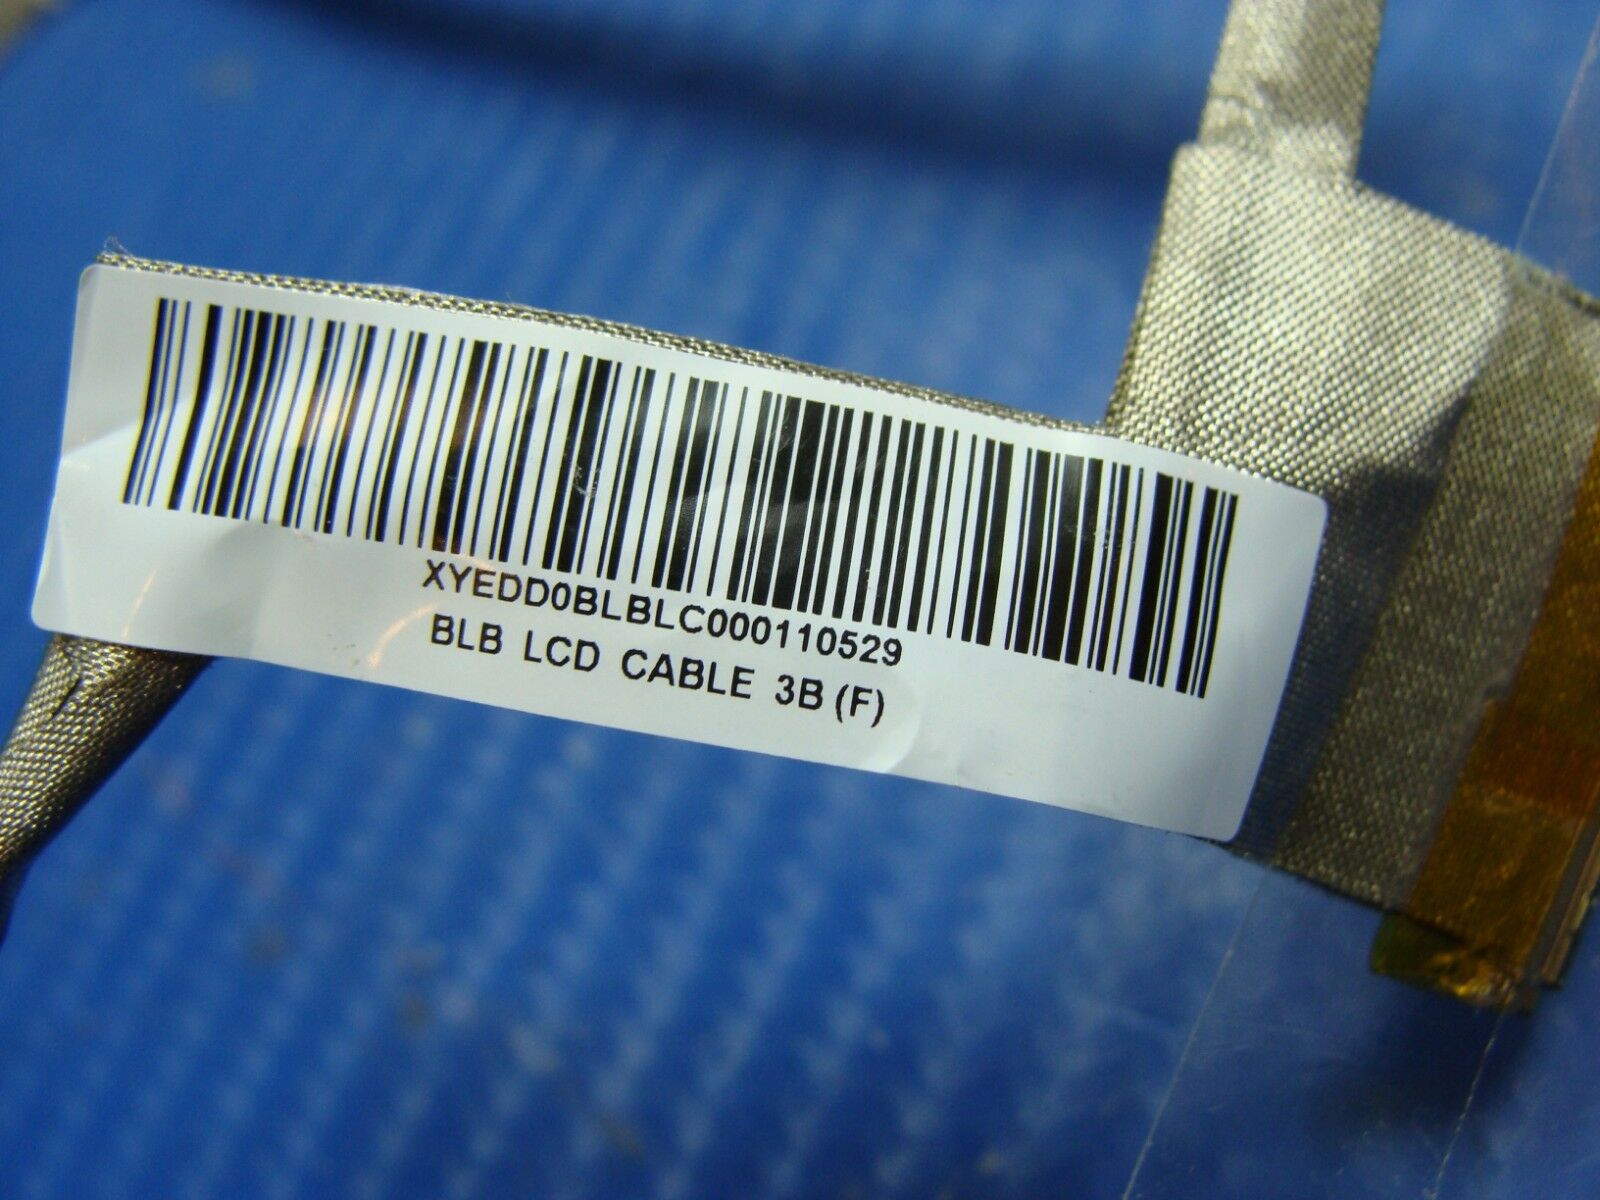 XYEDD0BLBLC000110529
BLB LCD CABLE 3B (F)